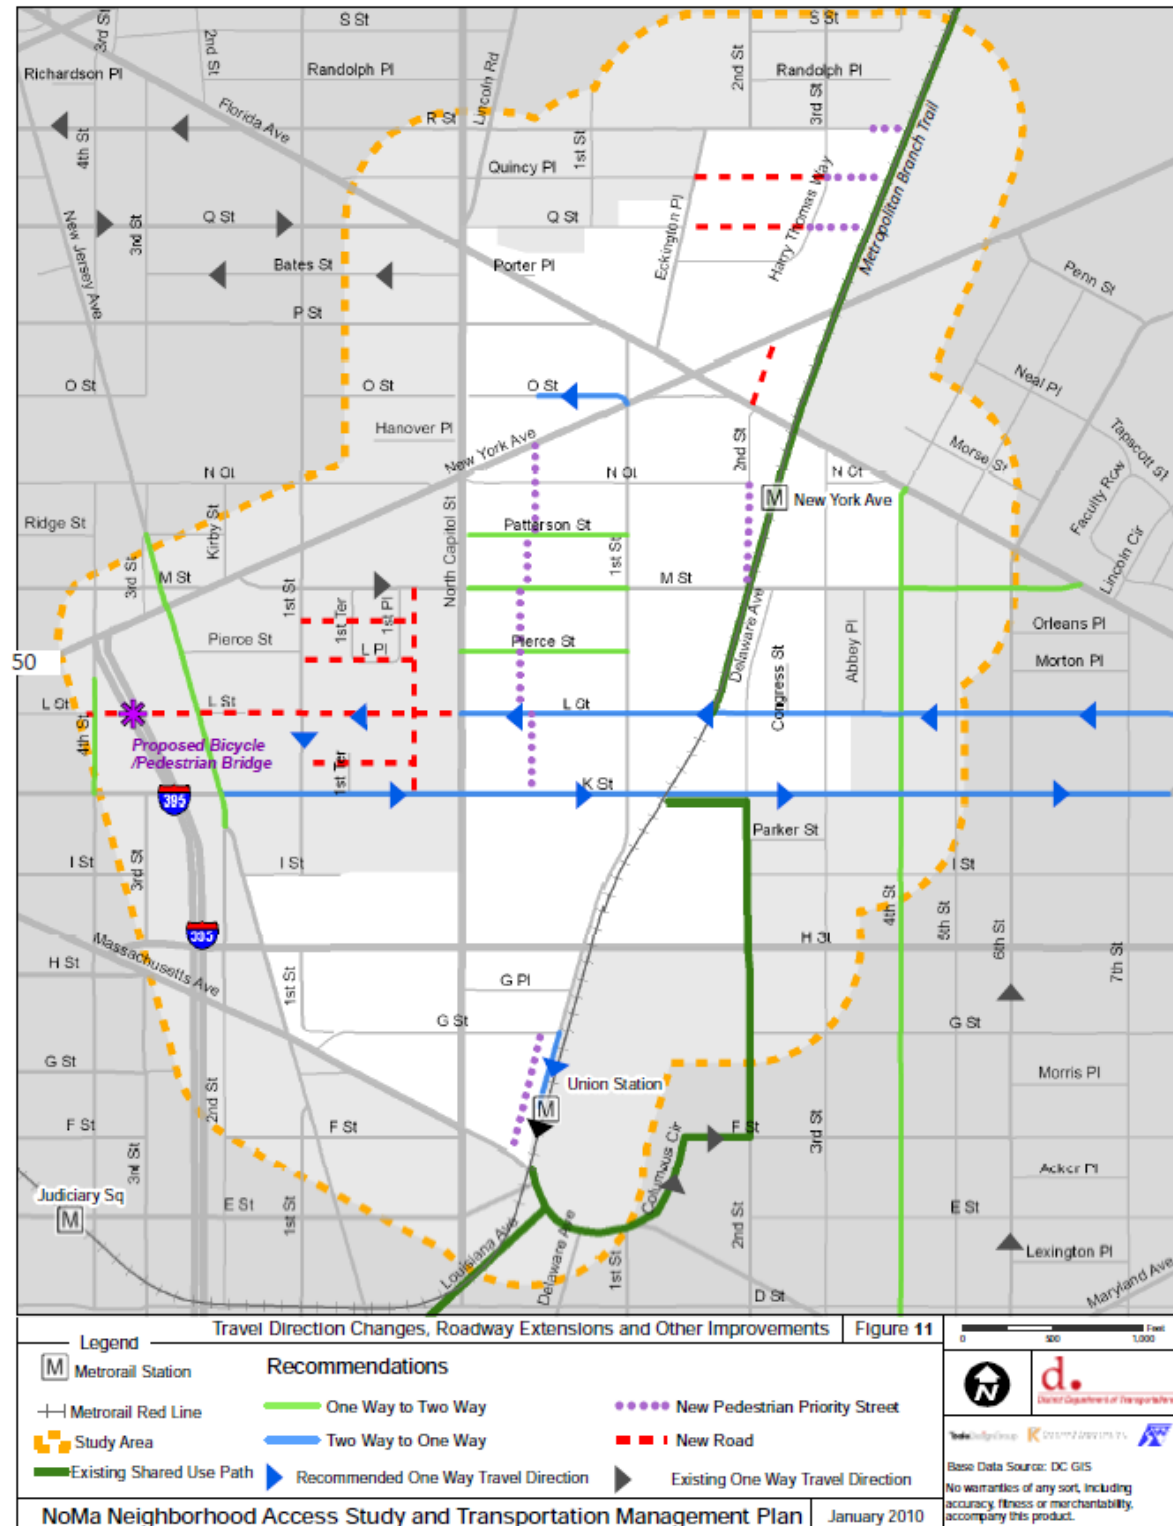 S St
S St
3rd St
2nd St
Lincoln Rd
2nd St
Richardson Pl
Randolph Pl
Randolph Pl
Florida Ave
3rd St
R St
4th St
1st St
Metropolitan Branch Trail
Quincy Pl
Harry Thomas Way
New Jersey Ave
3rd St
Q St
Q St
Eckington Pl
Bates St
Porter Pl
Penn St
P St
O St
O St
O St
Neal Pl
Hanover Pl
New York Ave
2nd St
Morse St
Tapscott St
N Ct
N Ct
N Ct
M New York Ave
Faculty Row
Ridge St
Kirby St
North Capitol St
Patterson St
1st St
Lincoln Cir
3rd St
M St
1st St
M St
1st Ter
1st Pl
Delaware Ave
Orleans Pl
Pierce St
L Pl
Pierce St
Abbey Pl
50
Morton Pl
Congress St
L St
L St
L St
4th St
Proposed Bicycle
/Pedestrian Bridge
1st Ter
K St
395
Parker St
3rd St
I St
I St
I St
4th St
5th St
6th St
7th St
395
H St
Massachusetts Ave
H St
1st St
G Pl
G St
G St
G St
Union Station
M
Morris Pl
2nd St
F St
F St
F St
3rd St
3rd St
Columbus Cir
Acker Pl
Judiciary Sq
M
E St
1st St
E St
2nd St
Louisiana Ave
Delaware Ave
1st St
Lexington Pl
D St
Maryland Ave
Travel Direction Changes, Roadway Extensions and Other Improvements
Figure 11
0 500 1,000 Feet
Legend
M Metrorail Station
Recommendations
N
d.
District Department of Transportation
Metrorail Red Line
One Way to Two Way
New Pedestrian Priority Street
Study Area
Two Way to One Way
New Road
Existing Shared Use Path
Recommended One Way Travel Direction
Existing One Way Travel Direction
Base Data Source: DC GIS
No warranties of any sort, including
accuracy, fitness or merchantability,
accompany this product.
NoMa Neighborhood Access Study and Transportation Management Plan
January 2010